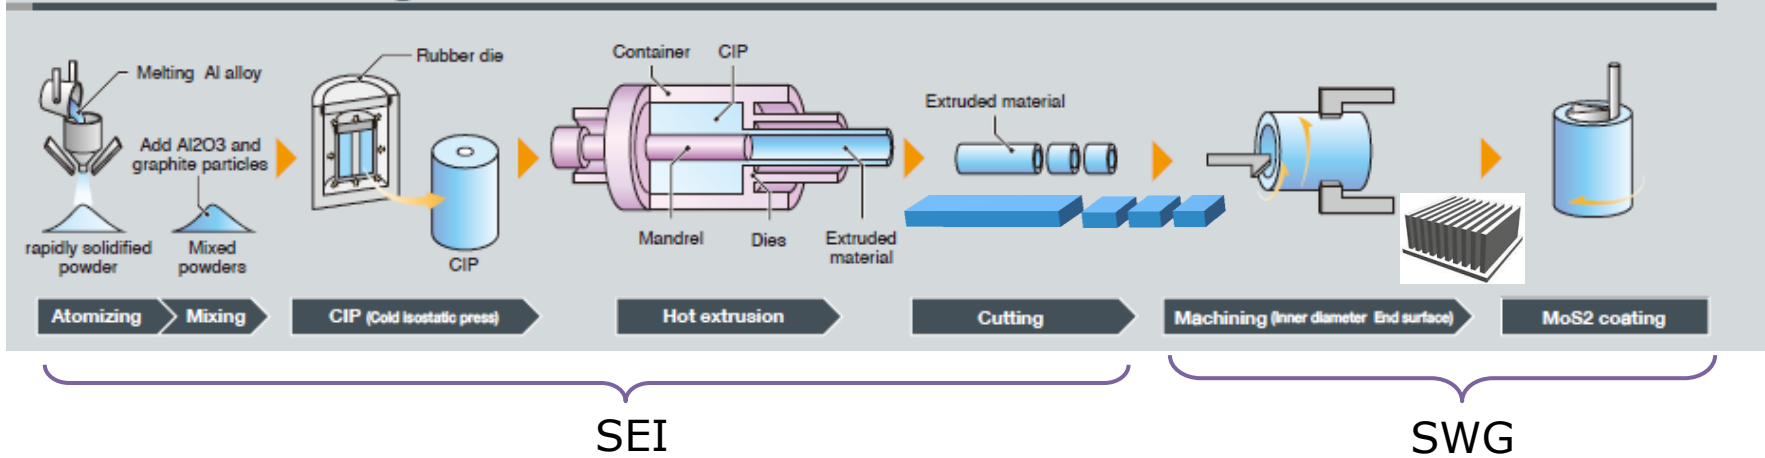 Melting Al alloy
Add Al2O3 and
graphite particles
rapidly solidified
powder
Mixed
powders
Rubber die
CIP
Container
CIP
Mandrel
Dies
Extruded
material
Extruded material
Atomizing
Mixing
CIP (Cold isostatic press)
Hot extrusion
Cutting
Machining (Inner diameter End surface)
MoS2 coating
SEI
SWG